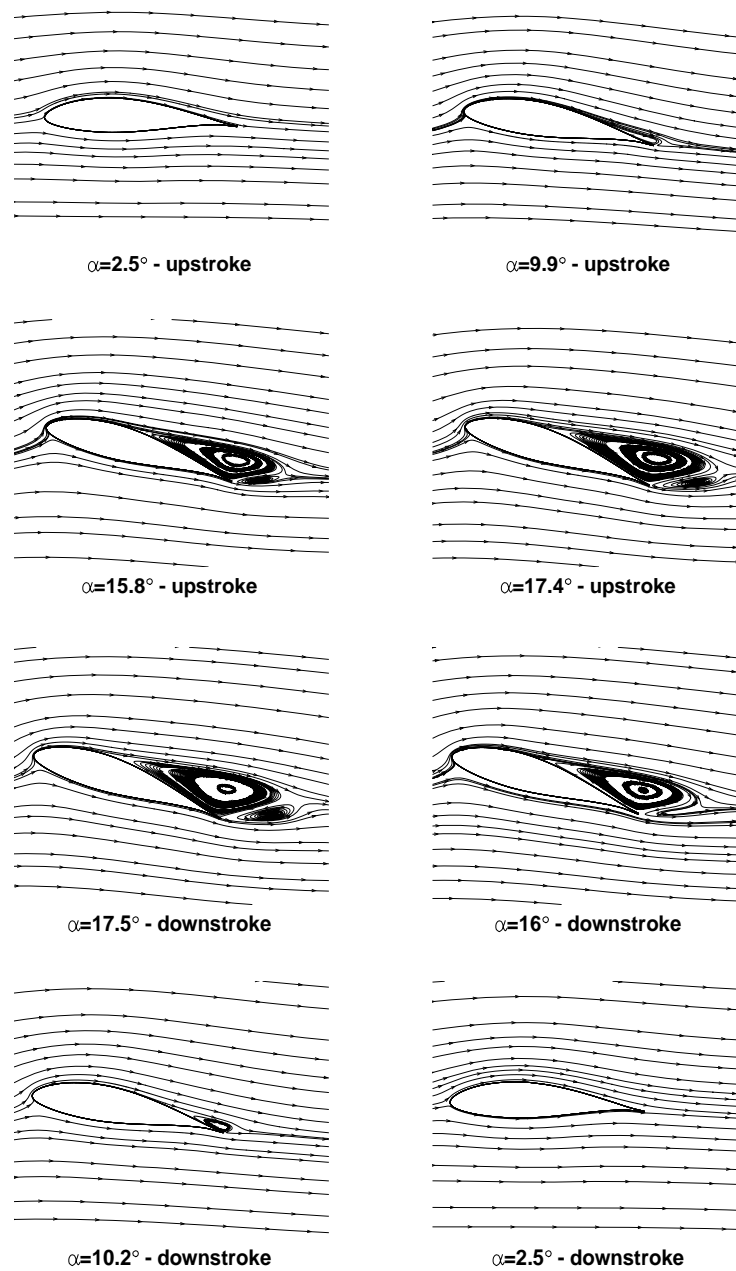 α=2.5° - upstroke
α=9.9° - upstroke
α=15.8° - upstroke
α=17.4° - upstroke
α=17.5° - downstroke
α=16° - downstroke
α=10.2° - downstroke
α=2.5° - downstroke